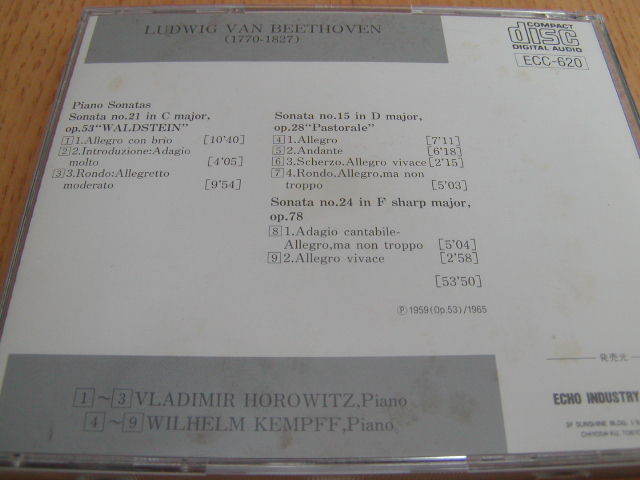 LUDWIG VAN BEETHOVEN
(1770-1827)
COMPACT
disc
DIGITAL AUDIO
ECC-620
Piano Sonatas
Sonata no.21 in C major,
op.53"WALDSTEIN"
1 1.Allegro con brio [10'40]
2 2.Introduzione:Adagio
molto [4'05]
3 3.Rondo:Allegretto
moderato [9'54]
Sonata no.15 in D major,
op.28"Pastorale"
4 1.Allegro [7'11]
5 2.Andante [6'18]
6 3.Scherzo.Allegro vivace [2'15]
7 4.Rondo.Allegro,ma non
troppo [5'03]
Sonata no.24 in F sharp major,
op.78
8 1.Adagio cantabile-
Allegro,ma non troppo [5'04]
9 2.Allegro vivace [2'58]
[53'50]
Ⓟ 1959(Op.53)/1965
1~3 VLADIMIR HOROWITZ,Piano
4~9 WILHELM KEMPFF,Piano
発売元
ECHO INDUSTRY
SUNSHINE BLDG.
CHIYODA-KU, TOKYO